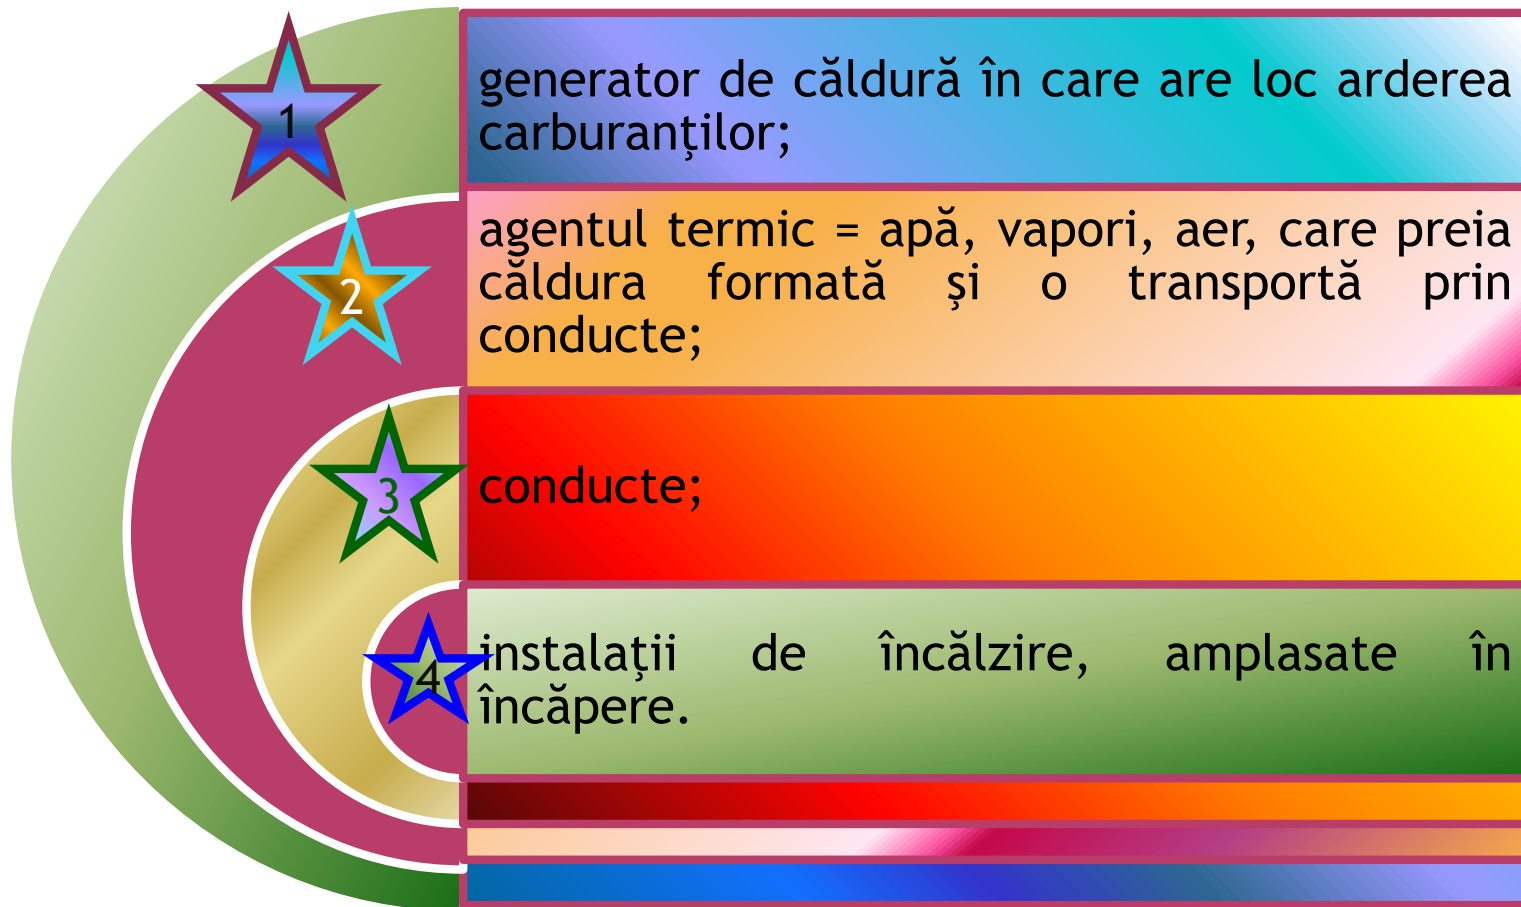 1
generator de căldură în care are loc arderea
carburanţilor;
2
agentul termic = apă, vapori, aer, care preia
căldura formată şi o transportă prin
conducte;
3
conducte;
4
instalaţii de încălzire, amplasate în
încăpere.